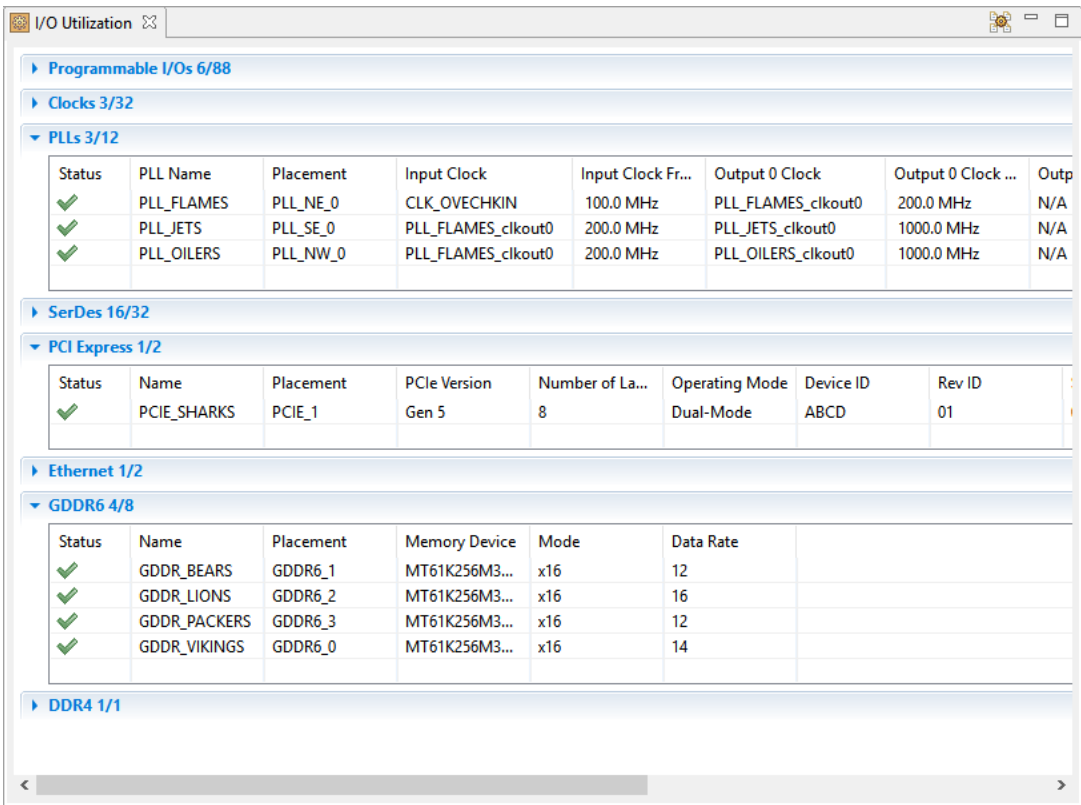 I/O Utilization
Programmable I/Os 6/88
Clocks 3/32
PLLs 3/12
Status PLL Name Placement Input Clock Input Clock Fr... Output 0 Clock Output 0 Clock ... Outp
PLL_FLAMES PLL_NE_0 CLK_OVECHKIN 100.0 MHz PLL_FLAMES_clkout0 200.0 MHz N/A
PLL_JETS PLL_SE_0 PLL_FLAMES_clkout0 200.0 MHz PLL_JETS_clkout0 1000.0 MHz N/A
PLL_OILERS PLL_NW_0 PLL_FLAMES_clkout0 200.0 MHz PLL_OILERS_clkout0 1000.0 MHz N/A
SerDes 16/32
PCI Express 1/2
Status Name Placement PCIe Version Number of La... Operating Mode Device ID Rev ID
PCIE_SHARKS PCIE_1 Gen 5 8 Dual-Mode ABCD 01
Ethernet 1/2
GDDR6 4/8
Status Name Placement Memory Device Mode Data Rate
GDDR_BEARS GDDR6_1 MT61K256M3... x16 12
GDDR_LIONS GDDR6_2 MT61K256M3... x16 16
GDDR_PACKERS GDDR6_3 MT61K256M3... x16 12
GDDR_VIKINGS GDDR6_0 MT61K256M3... x16 14
DDR4 1/1